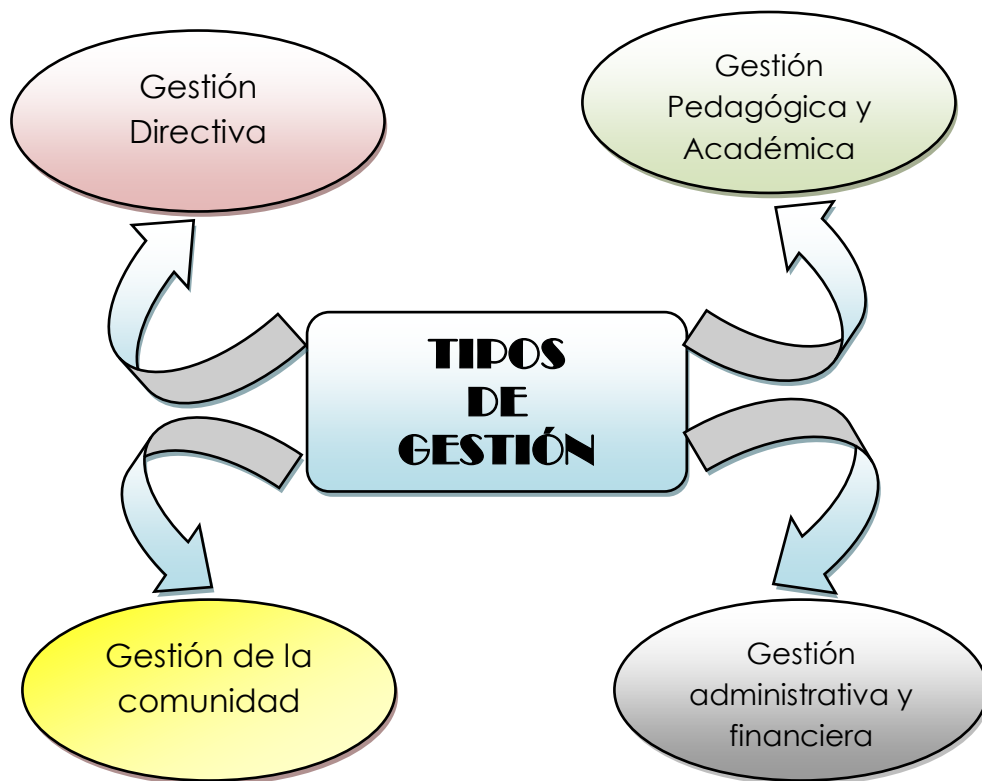 Gestión
Directiva
Gestión
Pedagógica y
Académica
TIPOS
DE
GESTIÓN
Gestión de la
comunidad
Gestión
administrativa y
financiera